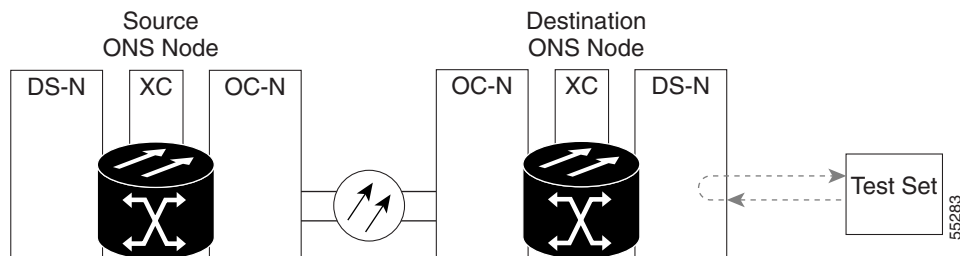 Source
ONS Node
Destination
ONS Node
DS-N
XC
OC-N
OC-N
XC
DS-N
Test Set
55283